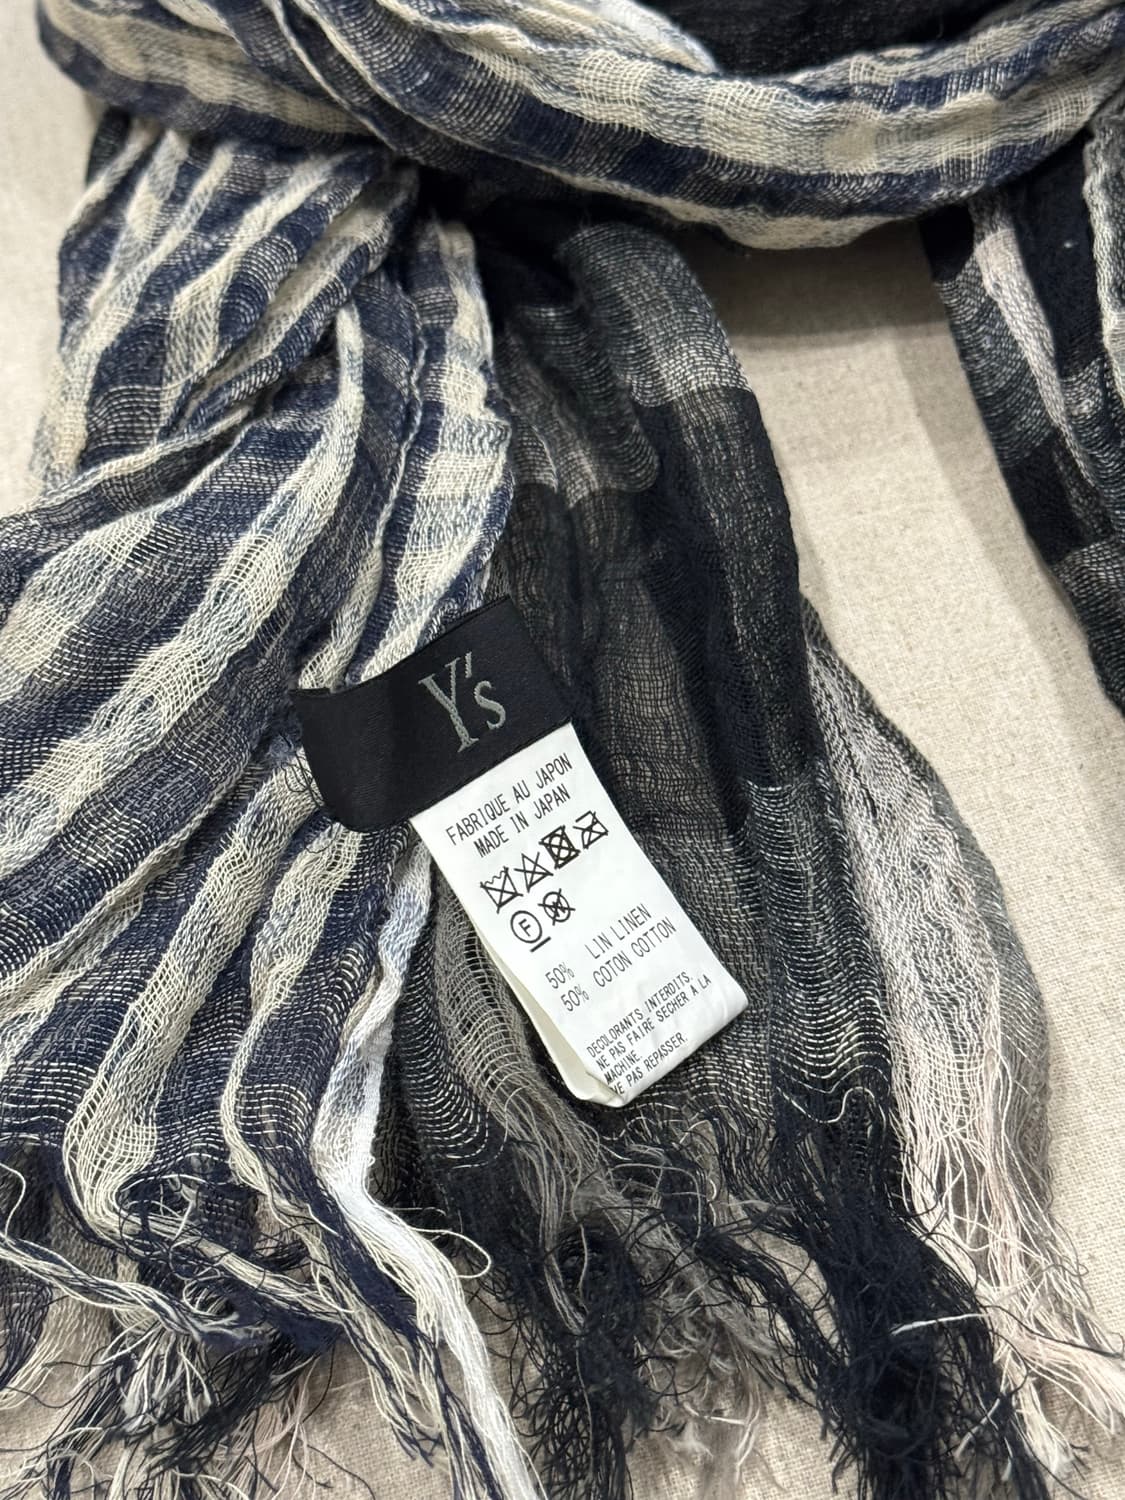 Y's
FABRIQUE AU JAPON
MADE IN JAPAN
F
50% LIN LINEN
50% COTON COTTON
DECOLORANTS INTERDITS.
NE PAS FAIRE SECHER A LA
MACHINE.
NE PAS REPASSER.